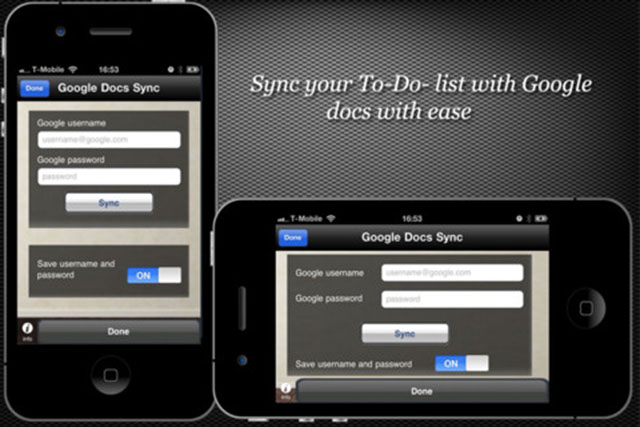 T-Mobile 16:53
Done Google Docs Sync
Google username
username@google.com
Google password
password
Sync
Save username and
password
ON
info
Done
Sync your To-Do- list with Google
docs with ease
T-Mobile 16:53
Done Google Docs Sync
Google username username@google.com
Google password password
Sync
Save username and password ON
info
Done